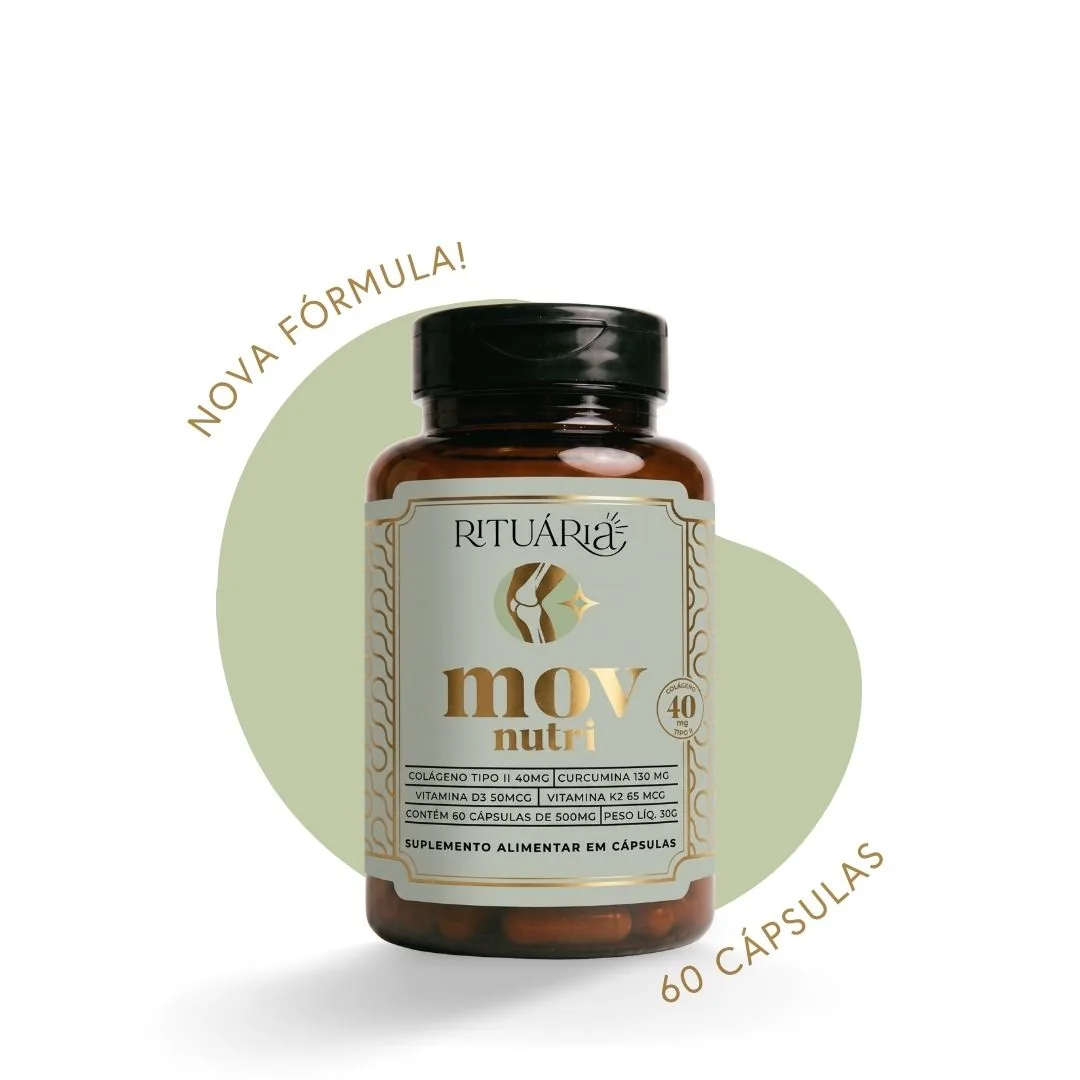 NOVA FÓRMULA!
RITUÁRIA
mov
nutri
COLÁGENO
40
mg
TIPO II
COLÁGENO TIPO II 40MG CURCUMINA 130 MG
VITAMINA D3 50MCG VITAMINA K2 65 MCG
CONTÉM 60 CÁPSULAS DE 500MG PESO LÍQ. 30G
SUPLEMENTO ALIMENTAR EM CÁPSULAS
60 CÁPSULAS